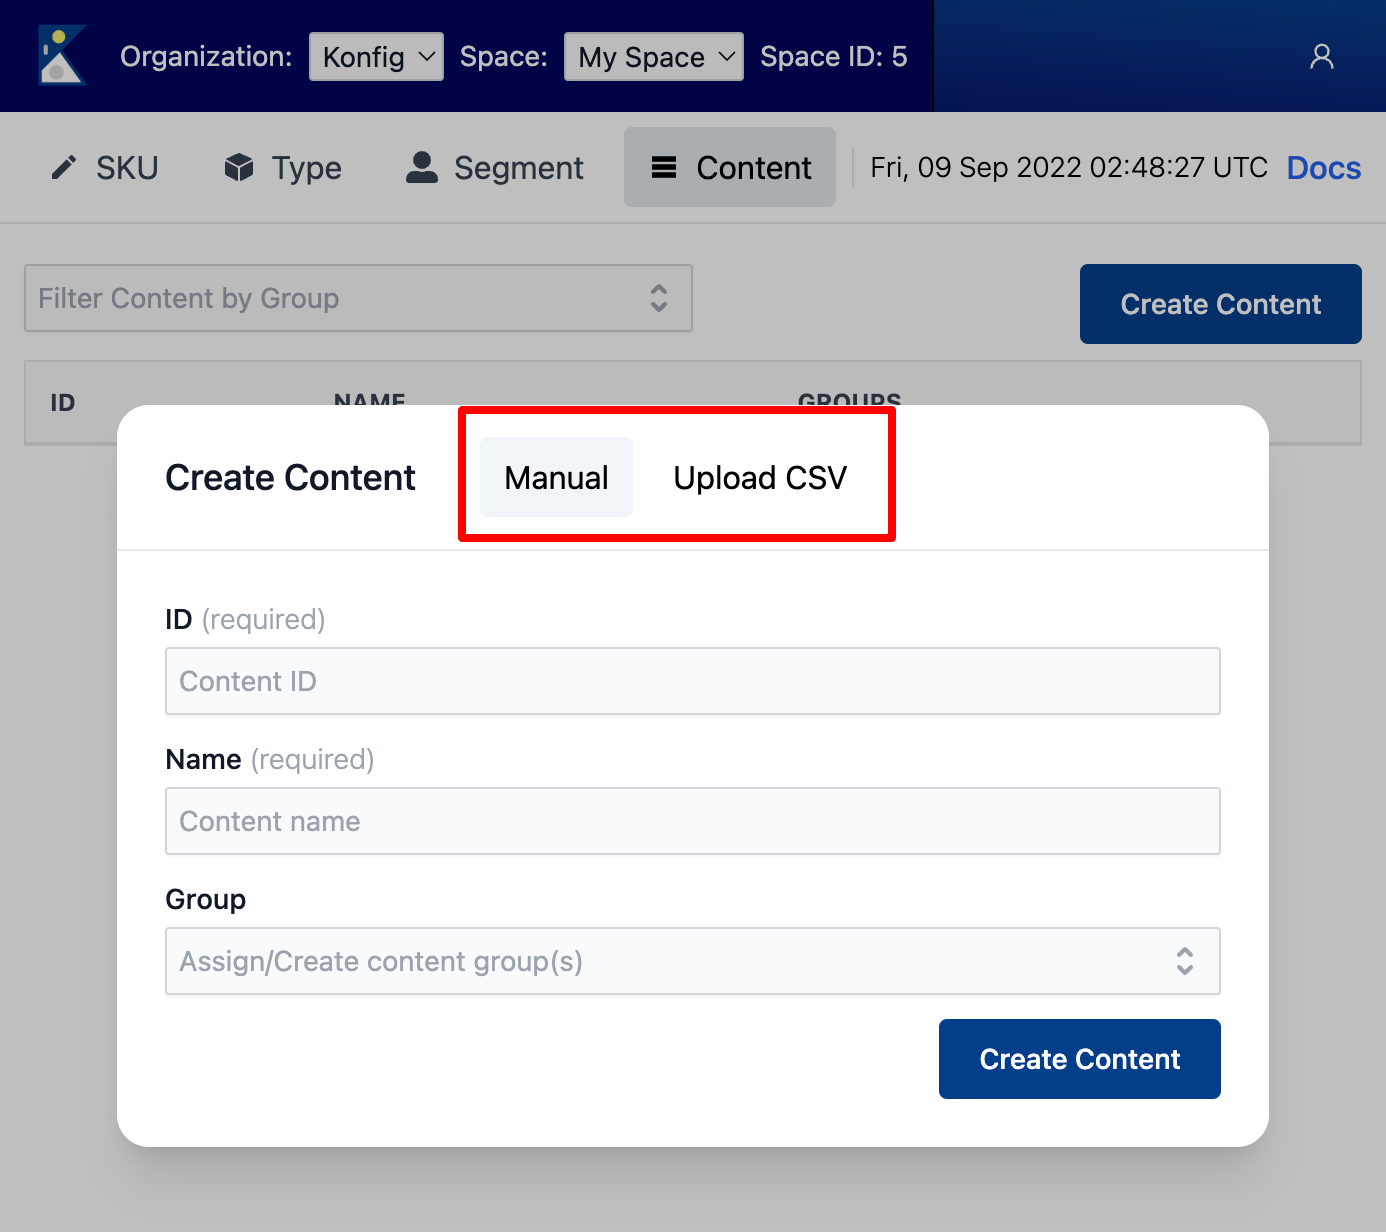 Organization: Konfig Space: My Space Space ID: 5
SKU Type Segment Content Fri, 09 Sep 2022 02:48:27 UTC Docs
Filter Content by Group
Create Content
ID NAME GROUPS
Create Content Manual Upload CSV
ID (required)
Content ID
Name (required)
Content name
Group
Assign/Create content group(s)
Create Content